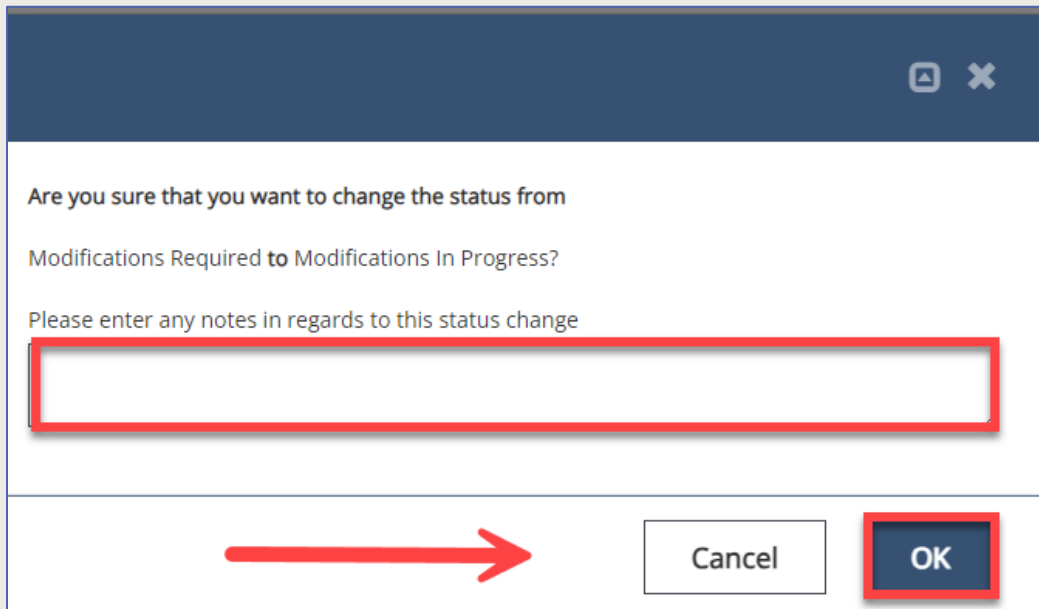 Are you sure that you want to change the status from
Modifications Required to Modifications In Progress?
Please enter any notes in regards to this status change
Cancel
OK